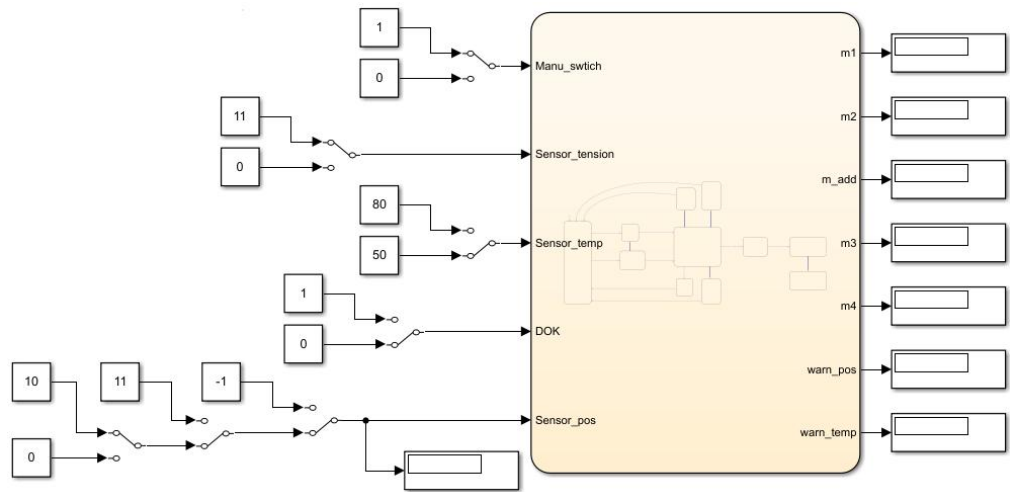 1
0
Manu_swtich
11
0
Sensor_tension
80
50
Sensor_temp
1
0
DOK
10
11
-1
0
Sensor_pos
m1
m2
m_add
m3
m4
warn_pos
warn_temp